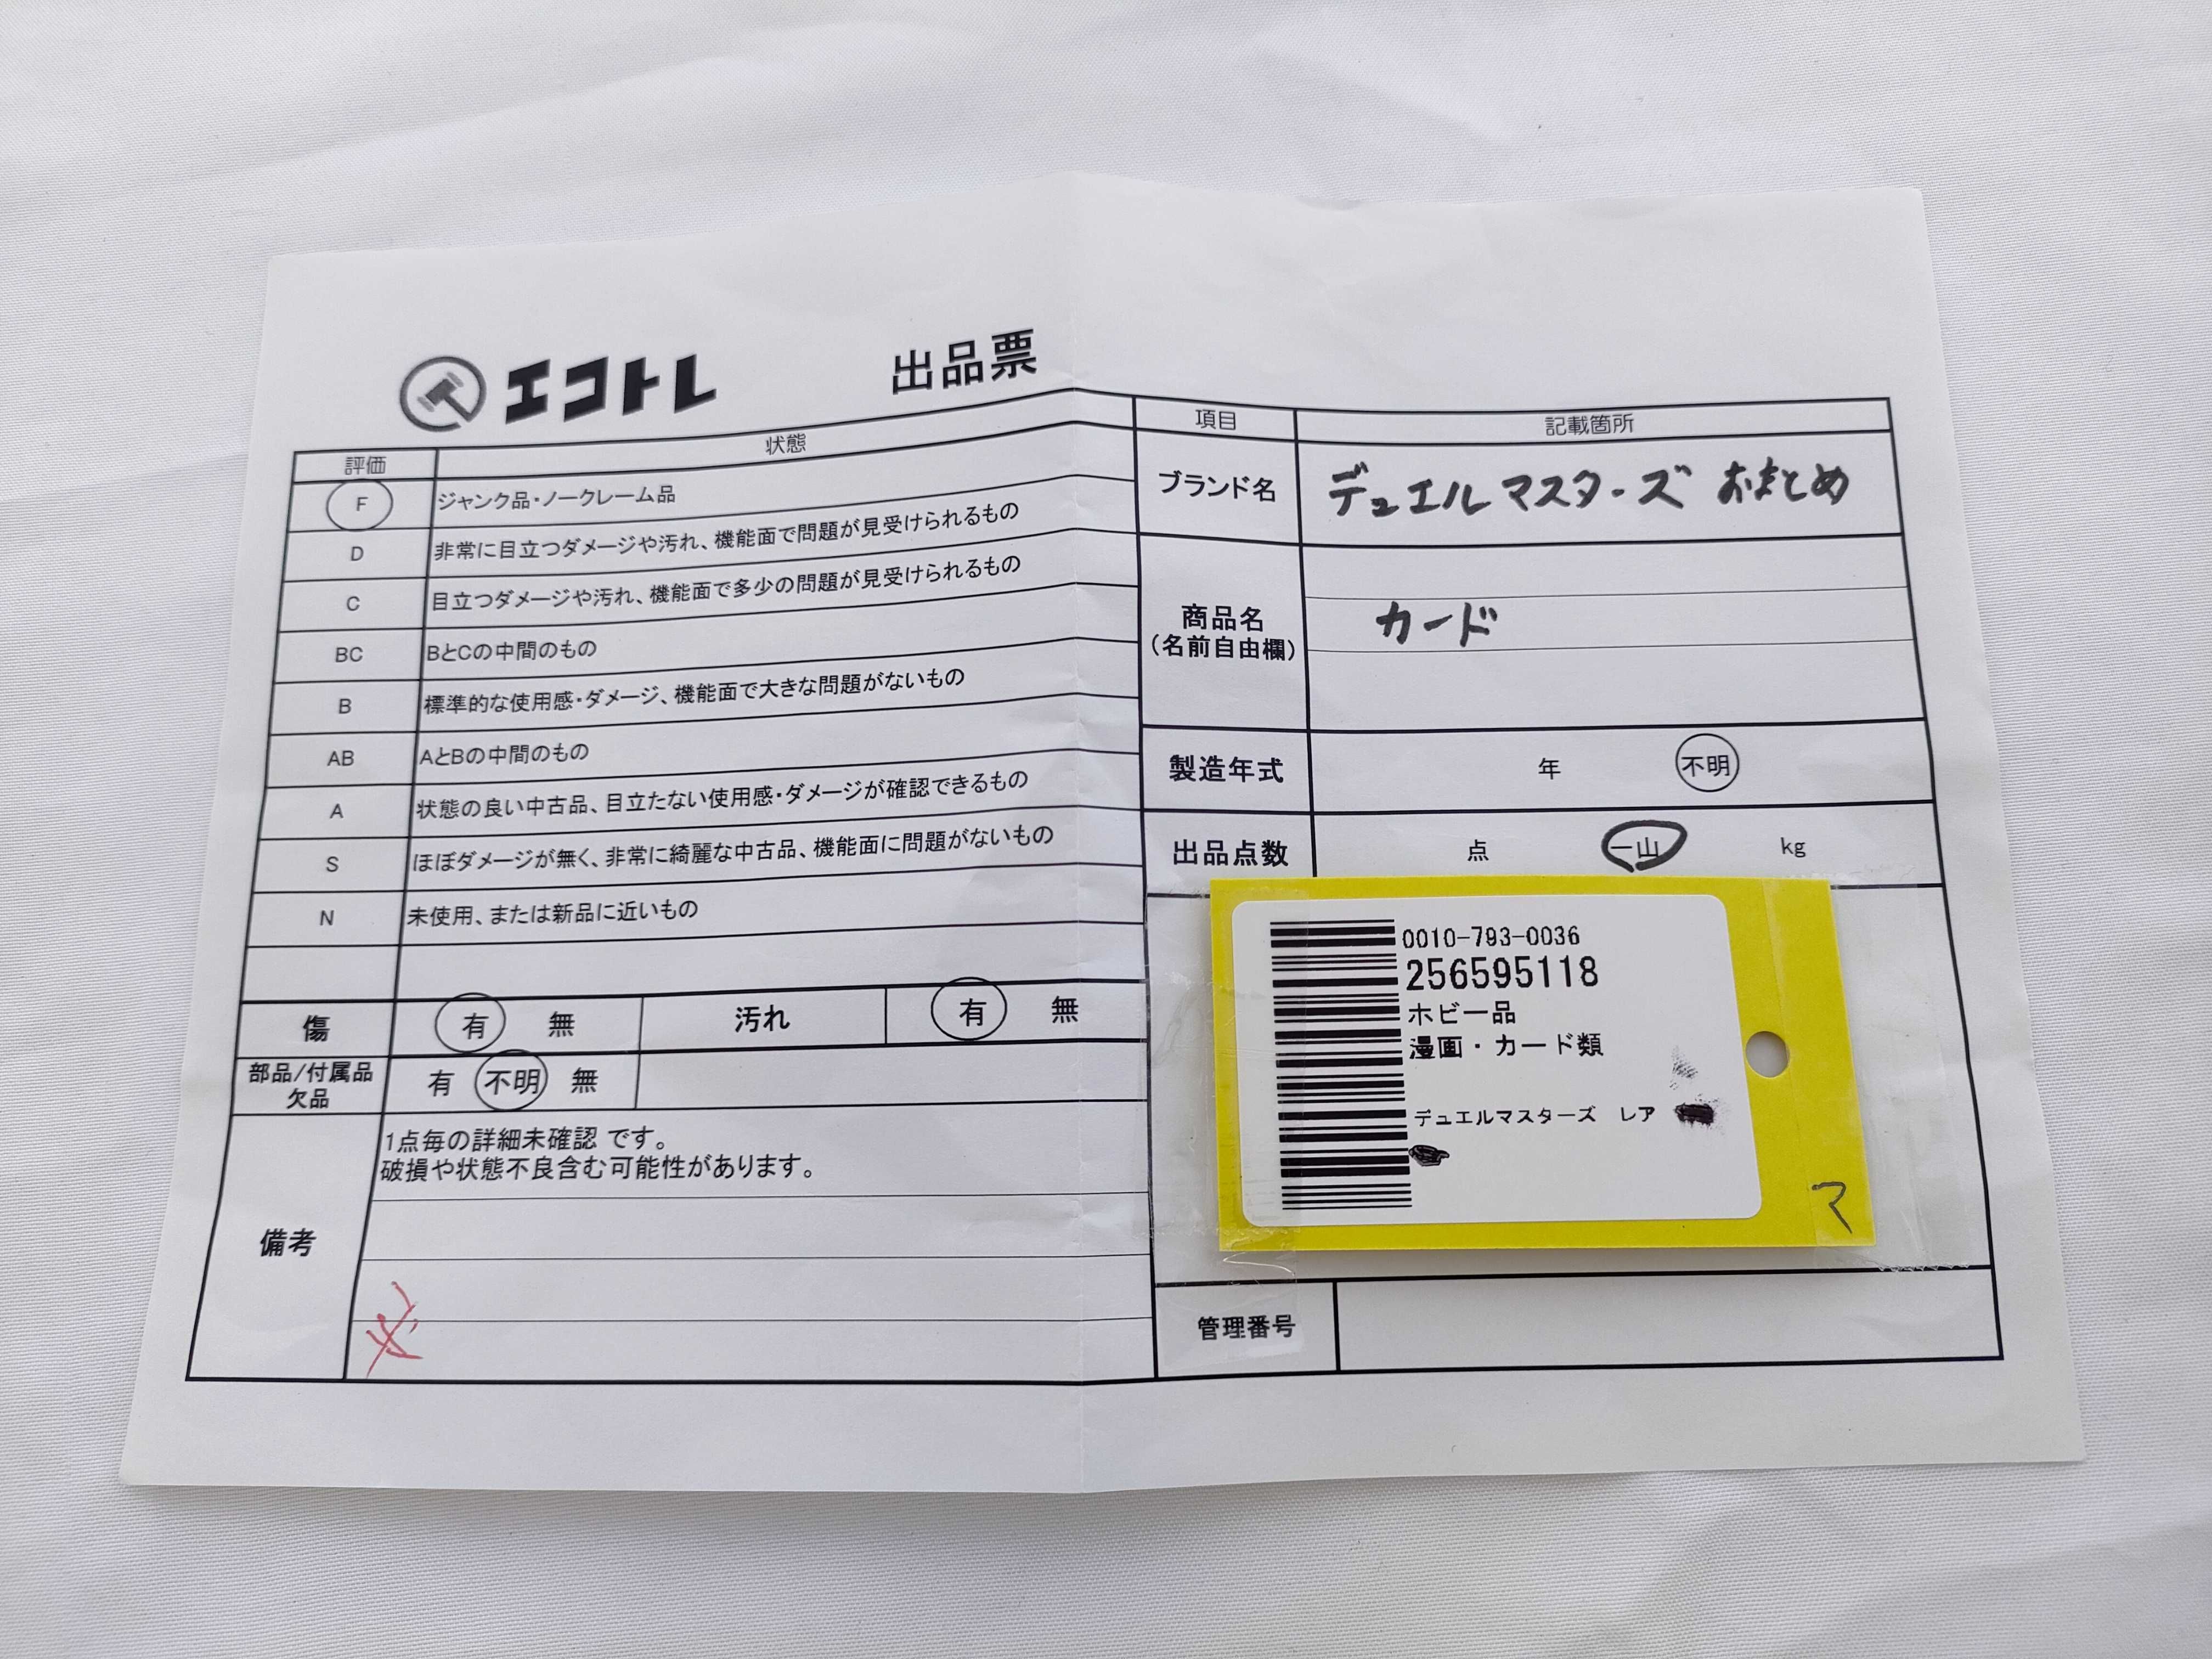 エコトレ 出品票
評価 状態
F ジャンク品・ノークレーム品
D 非常に目立つダメージや汚れ、機能面で問題が見受けられるもの
C 目立つダメージや汚れ、機能面で多少の問題が見受けられるもの
BC BとCの中間のもの
B 標準的な使用感・ダメージ、機能面で大きな問題がないもの
AB AとBの中間のもの
A 状態の良い中古品、目立たない使用感・ダメージが確認できるもの
S ほぼダメージが無く、非常に綺麗な中古品、機能面に問題がないもの
N 未使用、または新品に近いもの
傷 有 無 汚れ 有 無
部品/付属品
欠品 有 不明 無
備考
1点毎の詳細未確認 です。
破損や状態不良含む可能性があります。
項目 記載箇所
ブランド名 デュエルマスターズ おまとめ
商品名
(名前自由欄)
カード
製造年式 年 不明
出品点数 点 一山 kg
0010-793-0036
256595118
ホビー品
漫画・カード類
デュエルマスターズ レア
マ
管理番号